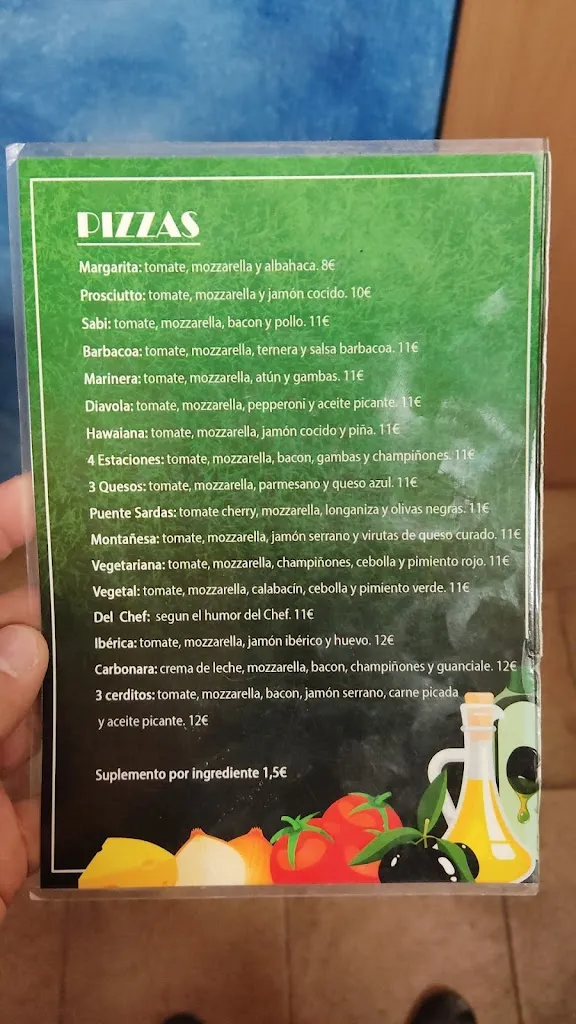 PIZZAS
Margarita: tomate, mozzarella y albahaca. 8€
Prosciutto: tomate, mozzarella y jamón cocido. 10€
Sabi: tomate, mozzarella, bacon y pollo. 11€
Barbacoa: tomate, mozzarella, ternera y salsa barbacoa. 11€
Marinera: tomate, mozzarella, atún y gambas. 11€
Diavola: tomate, mozzarella, pepperoni y aceite picante. 11€
Hawaiana: tomate, mozzarella, jamón cocido y piña. 11€
4 Estaciones: tomate, mozzarella, bacon, gambas y champiñones. 11€
3 Quesos: tomate, mozzarella, parmesano y queso azul. 11€
Puente Sardas: tomate cherry, mozzarella, longaniza y olivas negras. 11€
Montañesa: tomate, mozzarella, jamón serrano y virutas de queso curado. 11€
Vegetariana: tomate, mozzarella, champiñones, cebolla y pimiento rojo. 11€
Vegetal: tomate, mozzarella, calabacín, cebolla y pimiento verde. 11€
Del Chef: segun el humor del Chef. 11€
Ibérica: tomate, mozzarella, jamón ibérico y huevo. 12€
Carbonara: crema de leche, mozzarella, bacon, champiñones y guanciale. 12€
3 cerditos: tomate, mozzarella, bacon, jamón serrano, carne picada
y aceite picante. 12€
Suplemento por ingrediente 1,5€